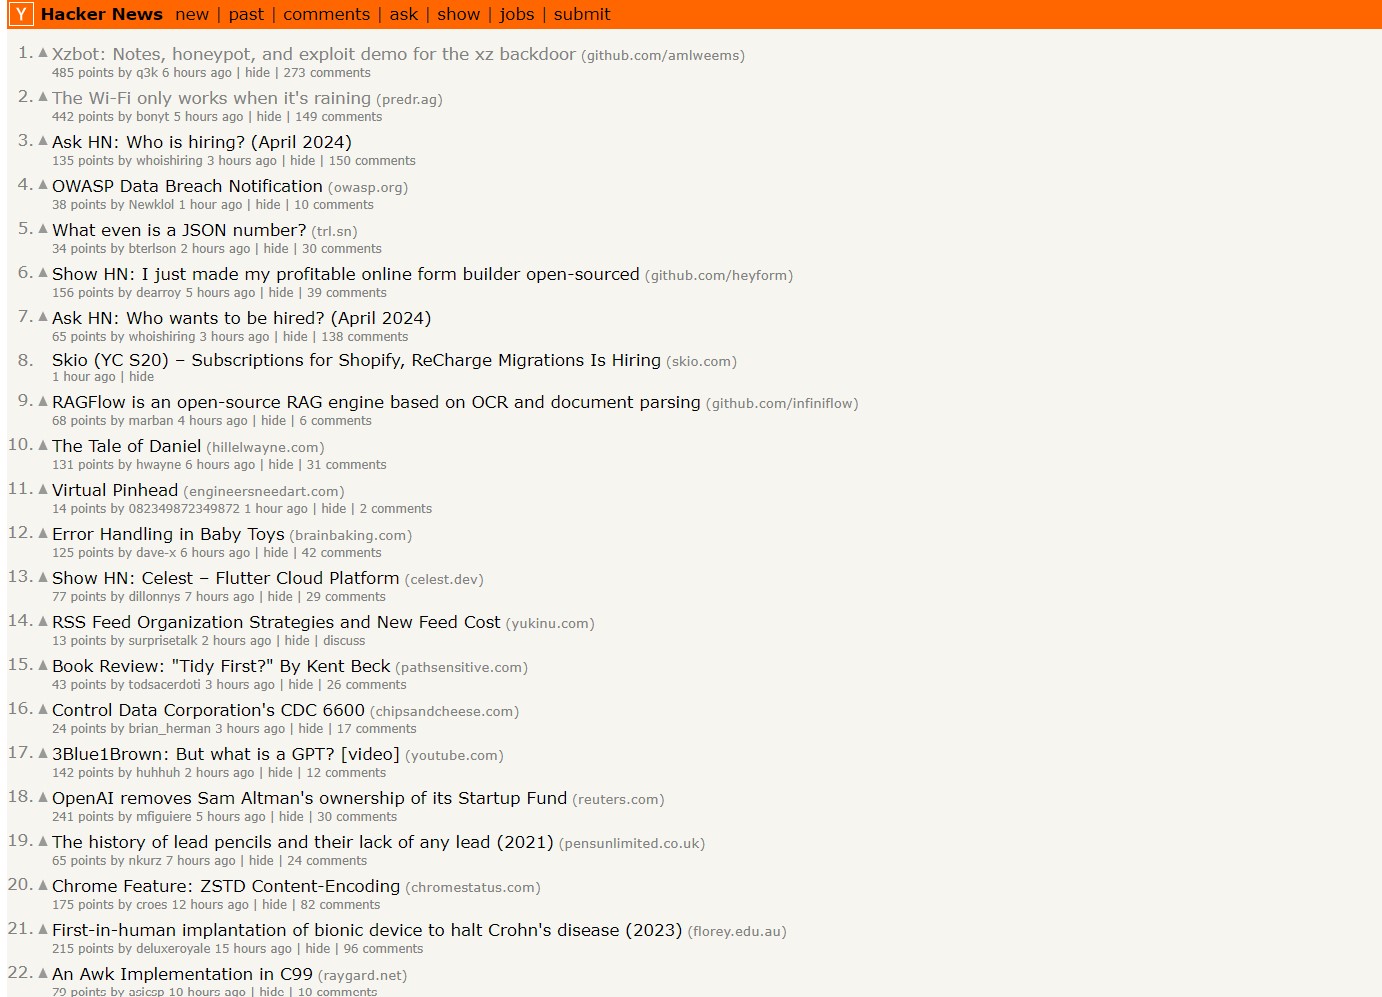 Y Hacker News new | past | comments | ask | show | jobs | submit
1. ▲ Xzbot: Notes, honeypot, and exploit demo for the xz backdoor (github.com/amlweems)
485 points by q3k 6 hours ago | hide | 273 comments
2. ▲ The Wi-Fi only works when it's raining (predr.ag)
442 points by bonyt 5 hours ago | hide | 149 comments
3. ▲ Ask HN: Who is hiring? (April 2024)
135 points by whoishiring 3 hours ago | hide | 150 comments
4. ▲ OWASP Data Breach Notification (owasp.org)
38 points by Newklol 1 hour ago | hide | 10 comments
5. ▲ What even is a JSON number? (trl.sn)
34 points by bterlson 2 hours ago | hide | 30 comments
6. ▲ Show HN: I just made my profitable online form builder open-sourced (github.com/heyform)
156 points by dearroy 5 hours ago | hide | 39 comments
7. ▲ Ask HN: Who wants to be hired? (April 2024)
65 points by whoishiring 3 hours ago | hide | 138 comments
8. Skio (YC S20) – Subscriptions for Shopify, ReCharge Migrations Is Hiring (skio.com)
1 hour ago | hide
9. ▲ RAGFlow is an open-source RAG engine based on OCR and document parsing (github.com/infiniflow)
68 points by marban 4 hours ago | hide | 6 comments
10. ▲ The Tale of Daniel (hillelwayne.com)
131 points by hwayne 6 hours ago | hide | 31 comments
11. ▲ Virtual Pinhead (engineersneedart.com)
14 points by 082349872349872 1 hour ago | hide | 2 comments
12. ▲ Error Handling in Baby Toys (brainbaking.com)
125 points by dave-x 6 hours ago | hide | 42 comments
13. ▲ Show HN: Celest – Flutter Cloud Platform (celest.dev)
77 points by dillonnys 7 hours ago | hide | 29 comments
14. ▲ RSS Feed Organization Strategies and New Feed Cost (yukinu.com)
13 points by surprisetalk 2 hours ago | hide | discuss
15. ▲ Book Review: "Tidy First?" By Kent Beck (pathsensitive.com)
43 points by todsacerdoti 3 hours ago | hide | 26 comments
16. ▲ Control Data Corporation's CDC 6600 (chipsandcheese.com)
24 points by brian_herman 3 hours ago | hide | 17 comments
17. ▲ 3Blue1Brown: But what is a GPT? [video] (youtube.com)
142 points by huhhuh 2 hours ago | hide | 12 comments
18. ▲ OpenAI removes Sam Altman's ownership of its Startup Fund (reuters.com)
241 points by mfiguiere 5 hours ago | hide | 30 comments
19. ▲ The history of lead pencils and their lack of any lead (2021) (pensunlimited.co.uk)
65 points by nkurz 7 hours ago | hide | 24 comments
20. ▲ Chrome Feature: ZSTD Content-Encoding (chromestatus.com)
175 points by croes 12 hours ago | hide | 82 comments
21. ▲ First-in-human implantation of bionic device to halt Crohn's disease (2023) (florey.edu.au)
215 points by deluxeroyale 15 hours ago | hide | 96 comments
22. ▲ An Awk Implementation in C99 (raygard.net)
79 points by asicsp 10 hours ago | hide | 10 comments